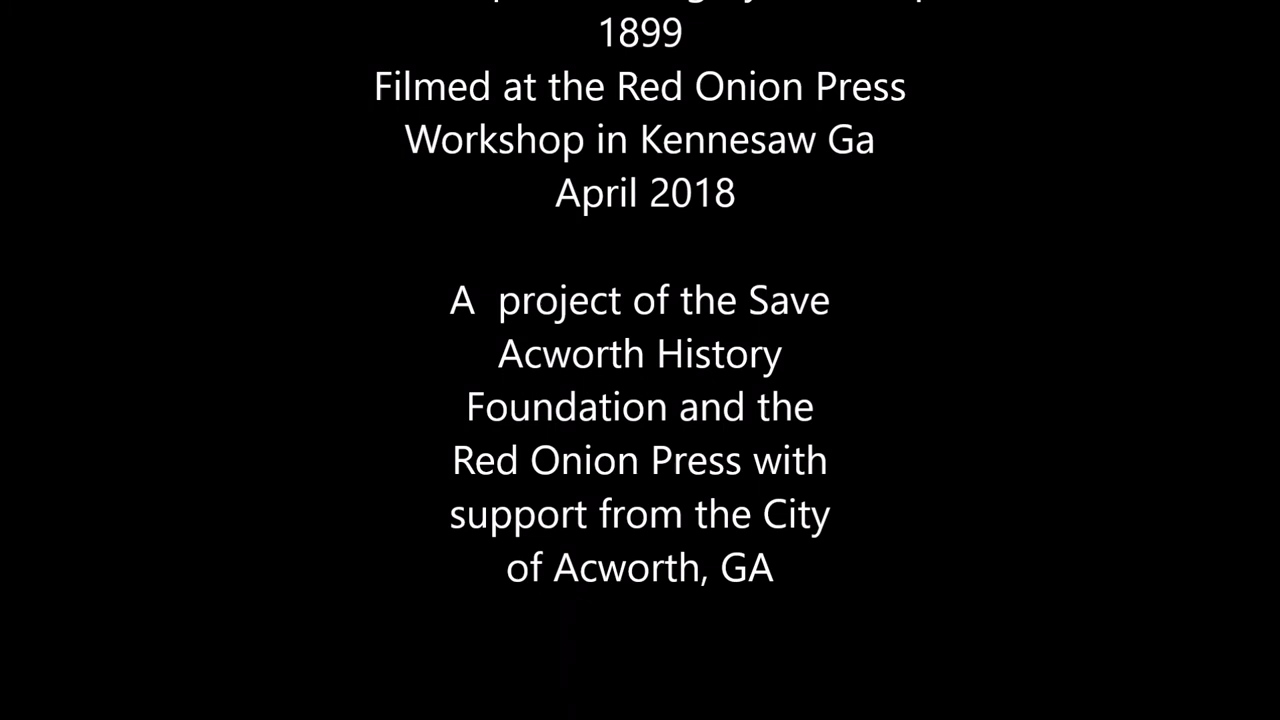 1899
Filmed at the Red Onion Press
Workshop in Kennesaw Ga
April 2018
A  project of the Save
Acworth History
Foundation and the
Red Onion Press with
support from the City
of Acworth, GA